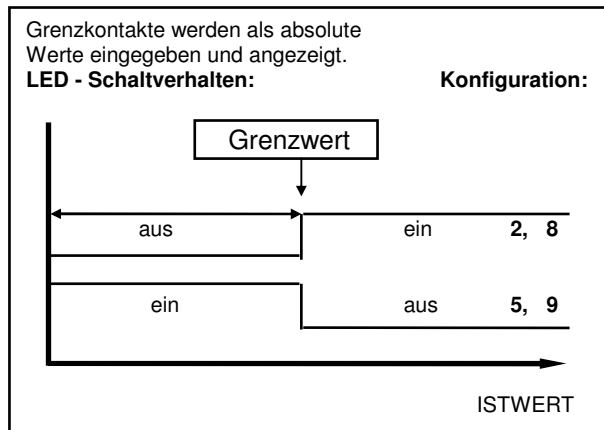 Grenzkontakte werden als absolute
Werte eingegeben und angezeigt.
LED - Schaltverhalten: Konfiguration:
Grenzwert
aus ein 2, 8
ein aus 5, 9
ISTWERT